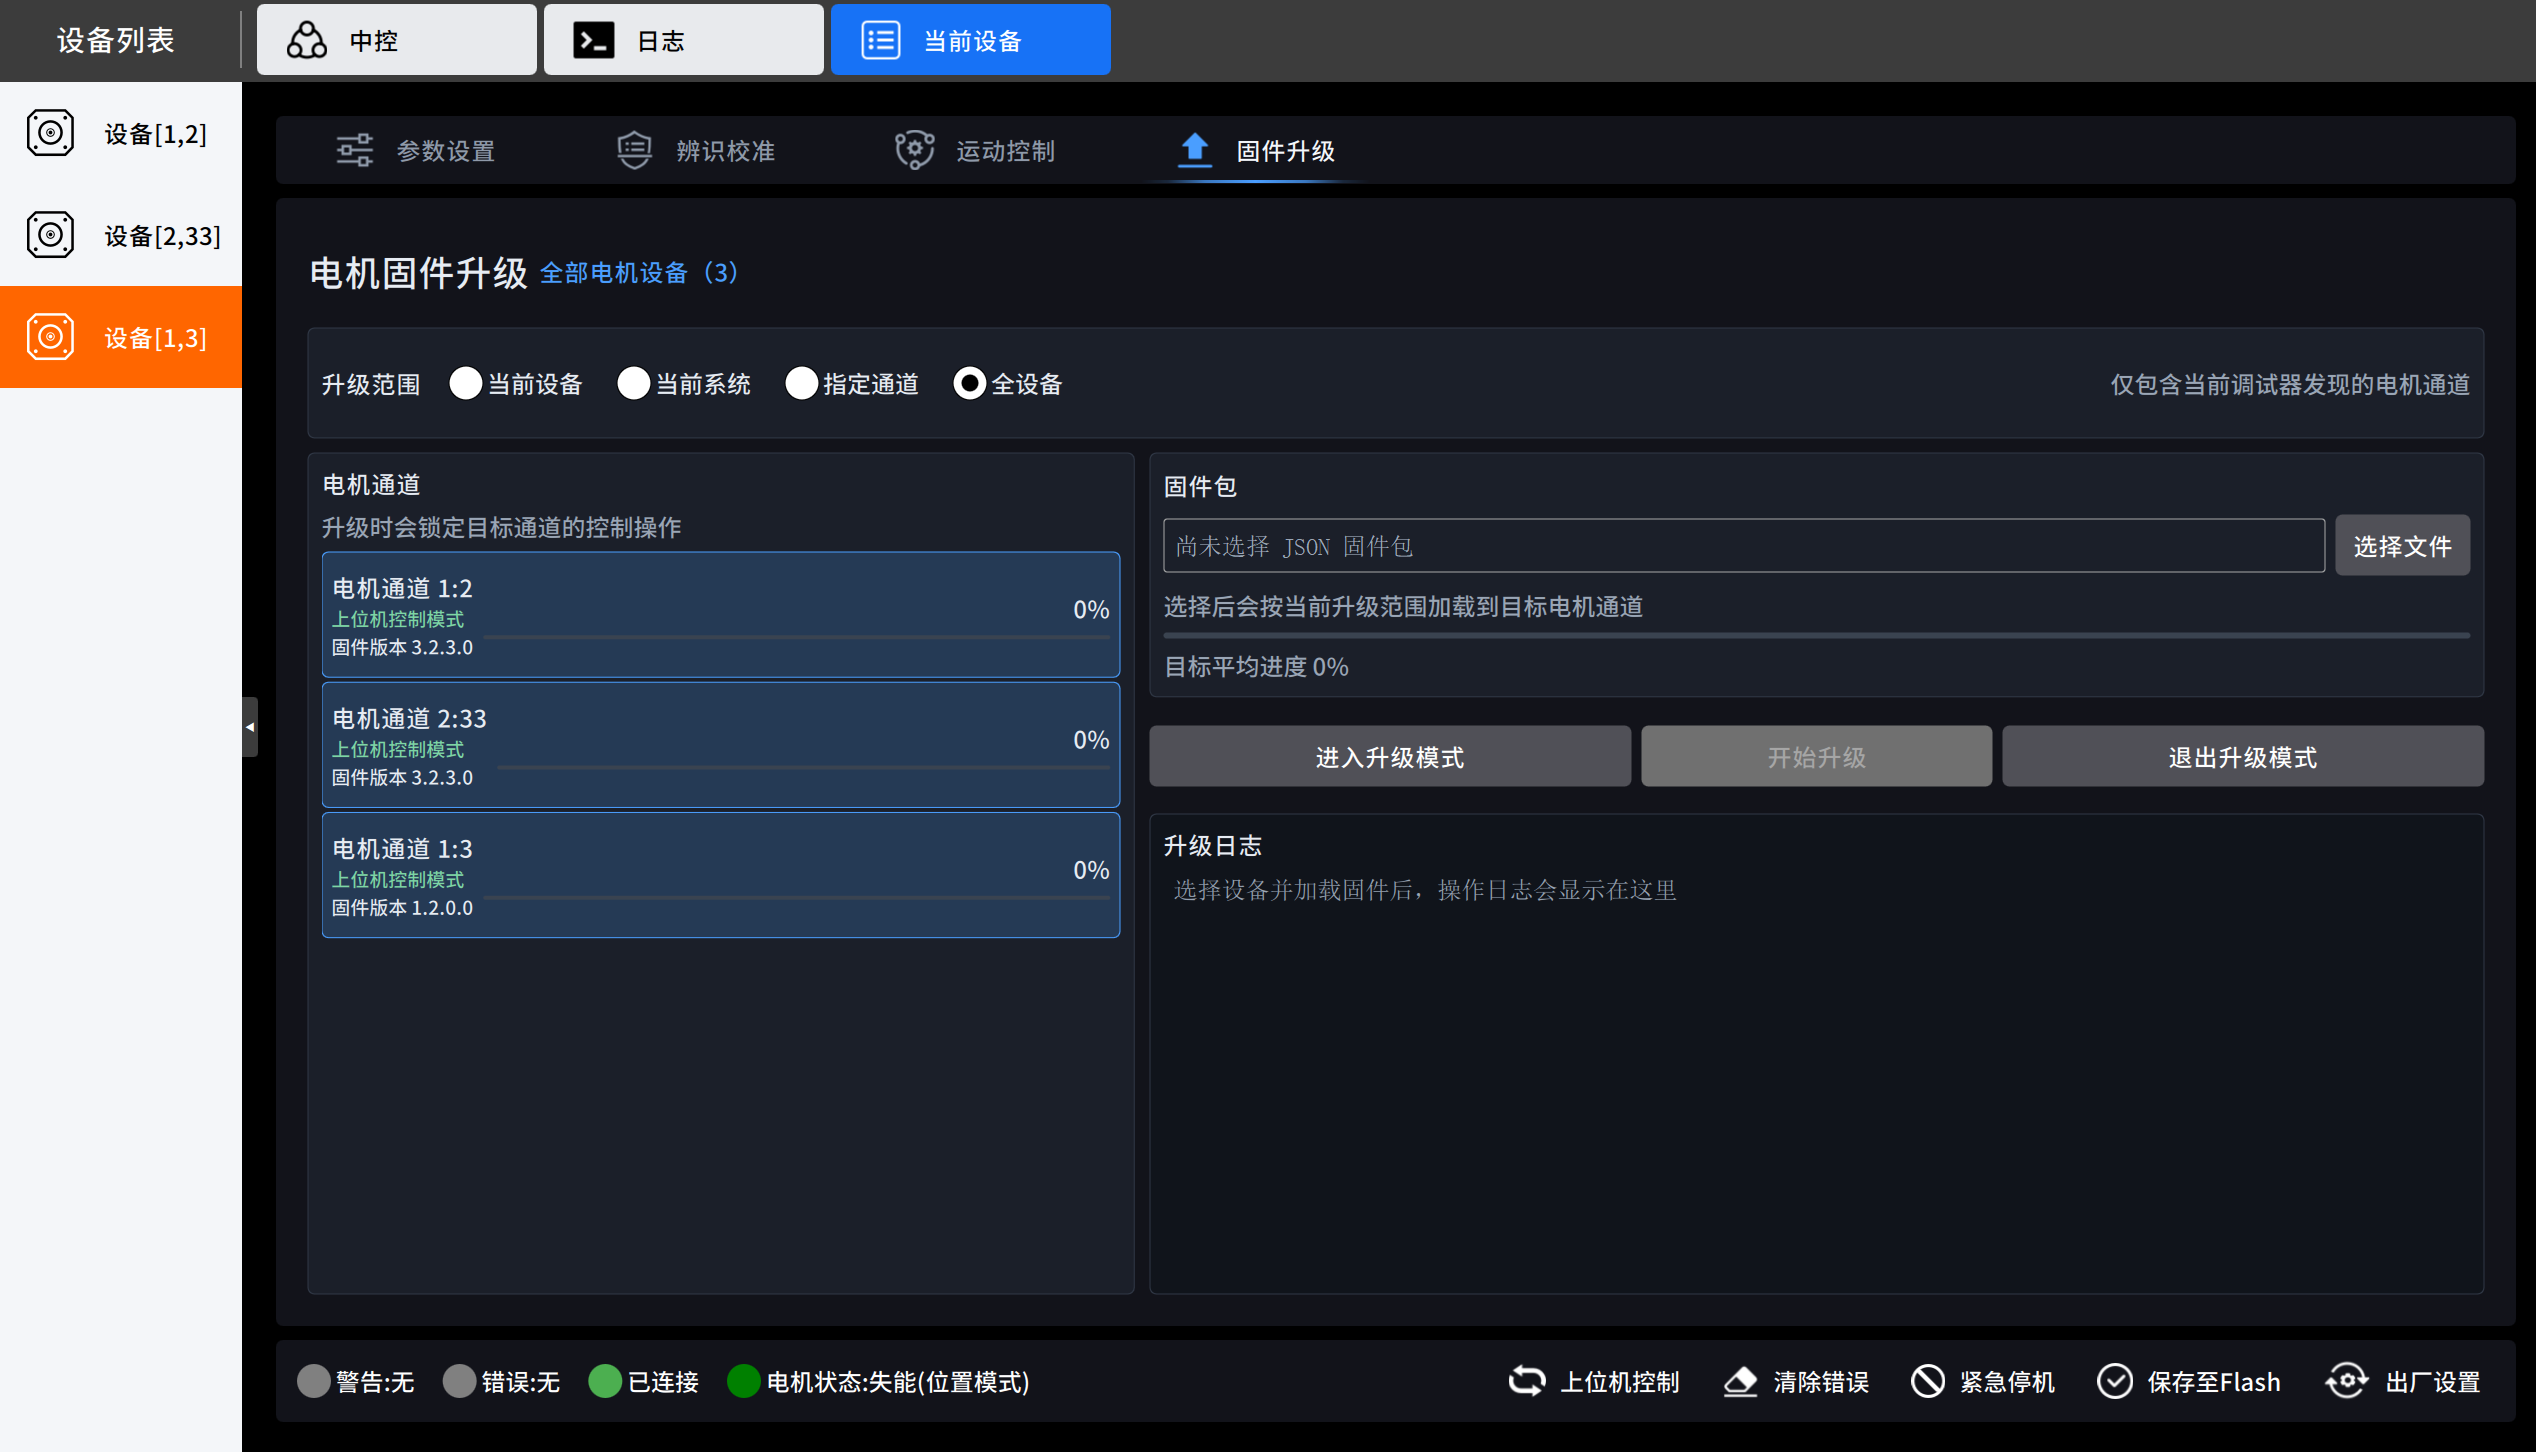 设备列表
中控
日志
当前设备
设备[1,2]
设备[2,33]
设备[1,3]
参数设置
辨识校准
运动控制
固件升级
电机固件升级 全部电机设备（3）
升级范围 当前设备 当前系统 指定通道 全设备
仅包含当前调试器发现的电机通道
电机通道
升级时会锁定目标通道的控制操作
电机通道 1:2
上位机控制模式
固件版本 3.2.3.0
0%
电机通道 2:33
上位机控制模式
固件版本 3.2.3.0
0%
电机通道 1:3
上位机控制模式
固件版本 1.2.0.0
0%
固件包
尚未选择 JSON 固件包
选择文件
选择后会按当前升级范围加载到目标电机通道
目标平均进度 0%
进入升级模式
开始升级
退出升级模式
升级日志
选择设备并加载固件后，操作日志会显示在这里
警告:无
错误:无
已连接
电机状态:失能(位置模式)
上位机控制
清除错误
紧急停机
保存至Flash
出厂设置